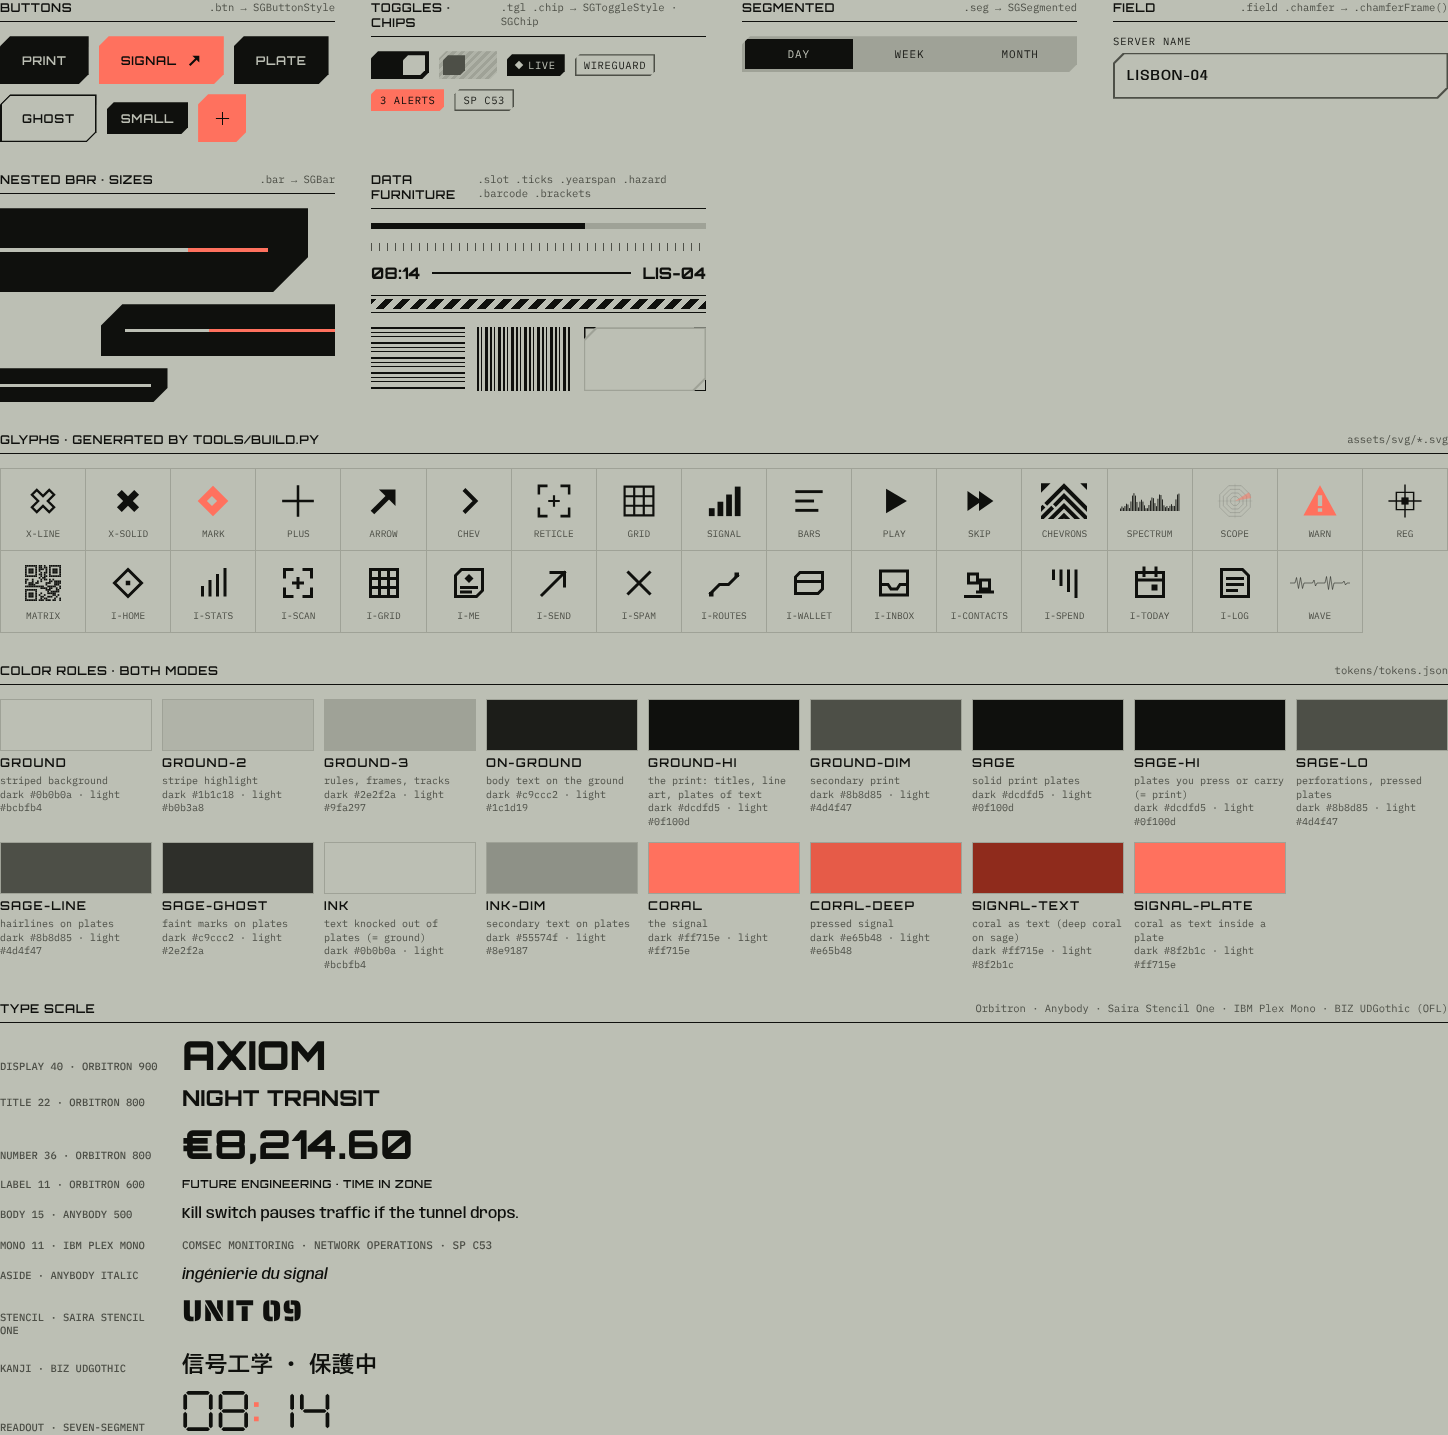 BUTTONS
.btn → SGButtonStyle
PRINT
SIGNAL ↗
PLATE
GHOST
SMALL
+
TOGGLES ·
CHIPS
.tgl .chip → SGToggleStyle ·
SGChip
◆ LIVE
WIREGUARD
3 ALERTS
SP C53
SEGMENTED
.seg → SGSegmented
DAY
WEEK
MONTH
FIELD
.field .chamfer → .chamferFrame()
SERVER NAME
LISBON-04
NESTED BAR · SIZES
.bar → SGBar
DATA
FURNITURE
.slot .ticks .yearspan .hazard
.barcode .brackets
08:14
LIS-04
GLYPHS · GENERATED BY TOOLS/BUILD.PY
assets/svg/*.svg
X-LINE
X-SOLID
MARK
PLUS
ARROW
CHEV
RETICLE
GRID
SIGNAL
BARS
PLAY
SKIP
CHEVRONS
SPECTRUM
SCOPE
WARN
REG
MATRIX
I-HOME
I-STATS
I-SCAN
I-GRID
I-ME
I-SEND
I-SPAM
I-ROUTES
I-WALLET
I-INBOX
I-CONTACTS
I-SPEND
I-TODAY
I-LOG
WAVE
COLOR ROLES · BOTH MODES
tokens/tokens.json
GROUND
striped background
dark #0b0b0a · light
#bcbfb4
GROUND-2
stripe highlight
dark #1b1c18 · light
#b0b3a8
GROUND-3
rules, frames, tracks
dark #2e2f2a · light
#9fa297
ON-GROUND
body text on the ground
dark #c9ccc2 · light
#1c1d19
GROUND-HI
the print: titles, line
art, plates of text
dark #dcdfd5 · light
#0f100d
GROUND-DIM
secondary print
dark #8b8d85 · light
#4d4f47
SAGE
solid print plates
dark #dcdfd5 · light
#0f100d
SAGE-HI
plates you press or carry
(= print)
dark #dcdfd5 · light
#0f100d
SAGE-LO
perforations, pressed
plates
dark #8b8d85 · light
#4d4f47
SAGE-LINE
hairlines on plates
dark #8b8d85 · light
#4d4f47
SAGE-GHOST
faint marks on plates
dark #c9ccc2 · light
#2e2f2a
INK
text knocked out of
plates (= ground)
dark #0b0b0a · light
#bcbfb4
INK-DIM
secondary text on plates
dark #55574f · light
#8e9187
CORAL
the signal
dark #ff715e · light
#ff715e
CORAL-DEEP
pressed signal
dark #e65b48 · light
#e65b48
SIGNAL-TEXT
coral as text (deep coral
on sage)
dark #ff715e · light
#8f2b1c
SIGNAL-PLATE
coral as text inside a
plate
dark #8f2b1c · light
#ff715e
TYPE SCALE
Orbitron · Anybody · Saira Stencil One · IBM Plex Mono · BIZ UDGothic (OFL)
DISPLAY 40 · ORBITRON 900
AXIOM
TITLE 22 · ORBITRON 800
NIGHT TRANSIT
NUMBER 36 · ORBITRON 800
€8,214.60
LABEL 11 · ORBITRON 600
FUTURE ENGINEERING · TIME IN ZONE
BODY 15 · ANYBODY 500
Kill switch pauses traffic if the tunnel drops.
MONO 11 · IBM PLEX MONO
COMSEC MONITORING · NETWORK OPERATIONS · SP C53
ASIDE · ANYBODY ITALIC
ingénierie du signal
STENCIL · SAIRA STENCIL
ONE
UNIT 09
KANJI · BIZ UDGOTHIC
信号工学 · 保護中
READOUT · SEVEN-SEGMENT
08:14